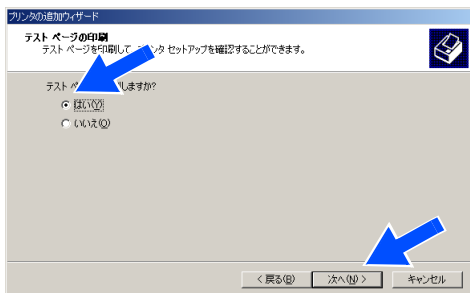 プリンタの追加ウィザード
テスト ページの印刷
テスト ページを印刷して、 ンタ セットアップを確認することができます。
テスト ペ しますか?
はい(Y)
いいえ(O)
< 戻る(B)
次へ(N) >
キャンセル